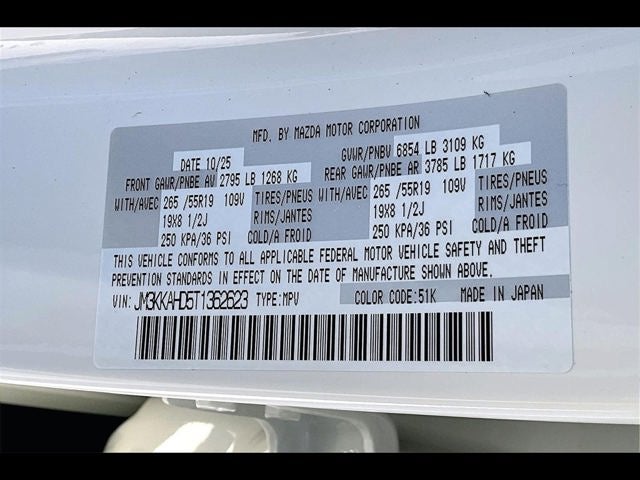 MFD. BY MAZDA MOTOR CORPORATION
DATE 10/25 GVWR/PNBV 6854 LB 3109 KG
FRONT GAWR/PNBE AV 2795 LB 1268 KG REAR GAWR/PNBE AR 3785 LB 1717 KG
WITH/AVEC 265 /55R19 109V TIRES/PNEUS WITH/AVEC 265 /55R19 109V TIRES/PNEUS
19X8 1/2J RIMS/JANTES 19X8 1/2J RIMS/JANTES
250 KPA/36 PSI COLD/A FROID 250 KPA/36 PSI COLD/A FROID
THIS VEHICLE CONFORMS TO ALL APPLICABLE FEDERAL MOTOR VEHICLE SAFETY AND THEFT
PREVENTION STANDARDS IN EFFECT ON THE DATE OF MANUFACTURE SHOWN ABOVE.
VIN: JM3KKAHD5T1362623 TYPE:MPV COLOR CODE:51K MADE IN JAPAN